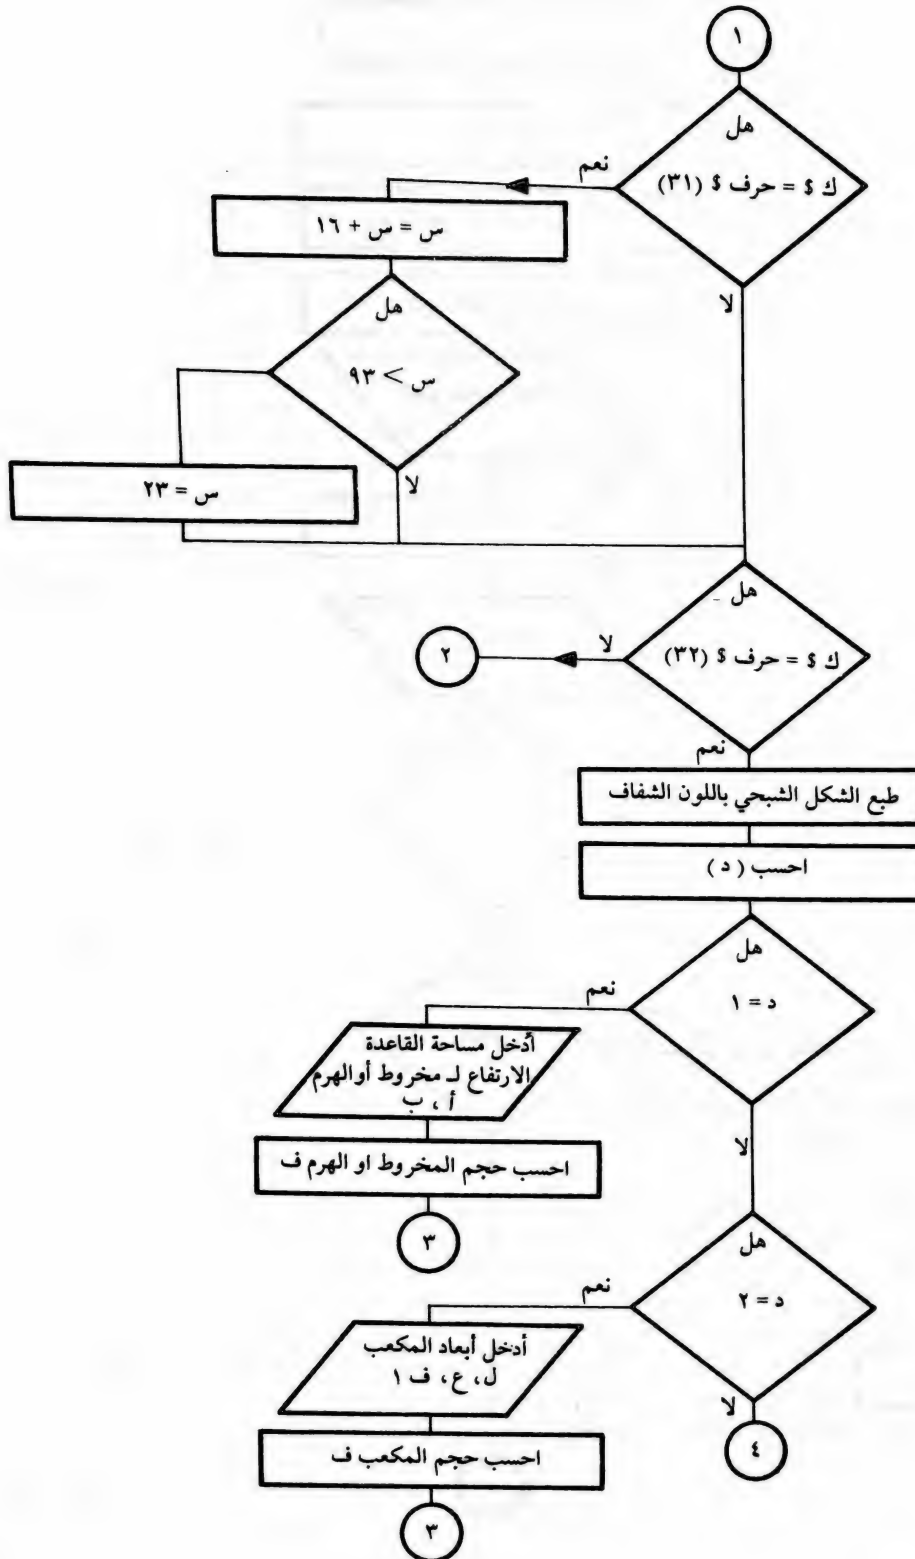 ١
هل
ك $ = حرف $ (٣١)
نعم
لا
س = س + ١٦
هل
س > ٩٣
لا
س = ٢٣
هل
ك $ = حرف $ (٣٢)
لا
٢
نعم
طبع الشكل الشبحي باللون الشفاف
احسب ( د )
هل
د = ١
نعم
أدخل مساحة القاعدة
الارتفاع لـ مخروط أوالهرم
أ ، ب
احسب حجم المخروط او الهرم ف
٣
لا
هل
د = ٢
نعم
أدخل أبعاد المكعب
ل، ع، ف ١
احسب حجم المكعب ف
٣
لا
٤